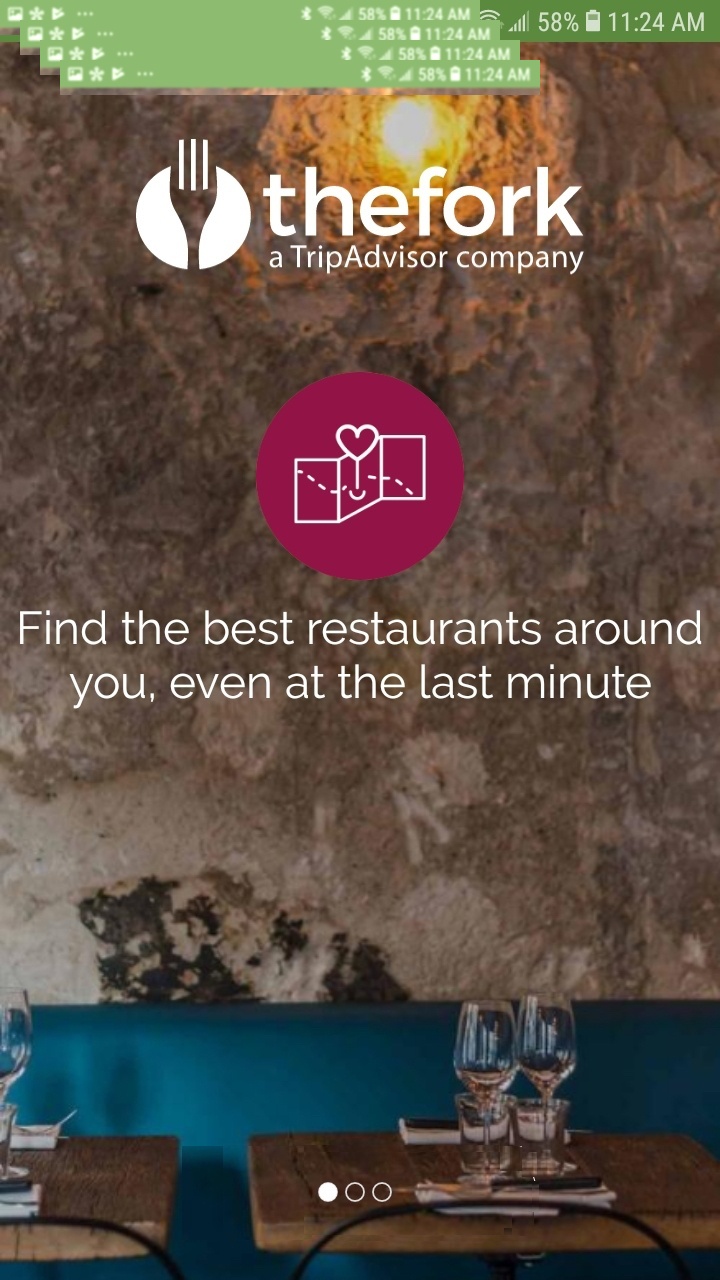 58% 11:24 AM
58% 11:24 AM
58% 11:24 AM
58% 11:24 AM
58% 11:24 AM
thefork
a TripAdvisor company
Find the best restaurants around
you, even at the last minute